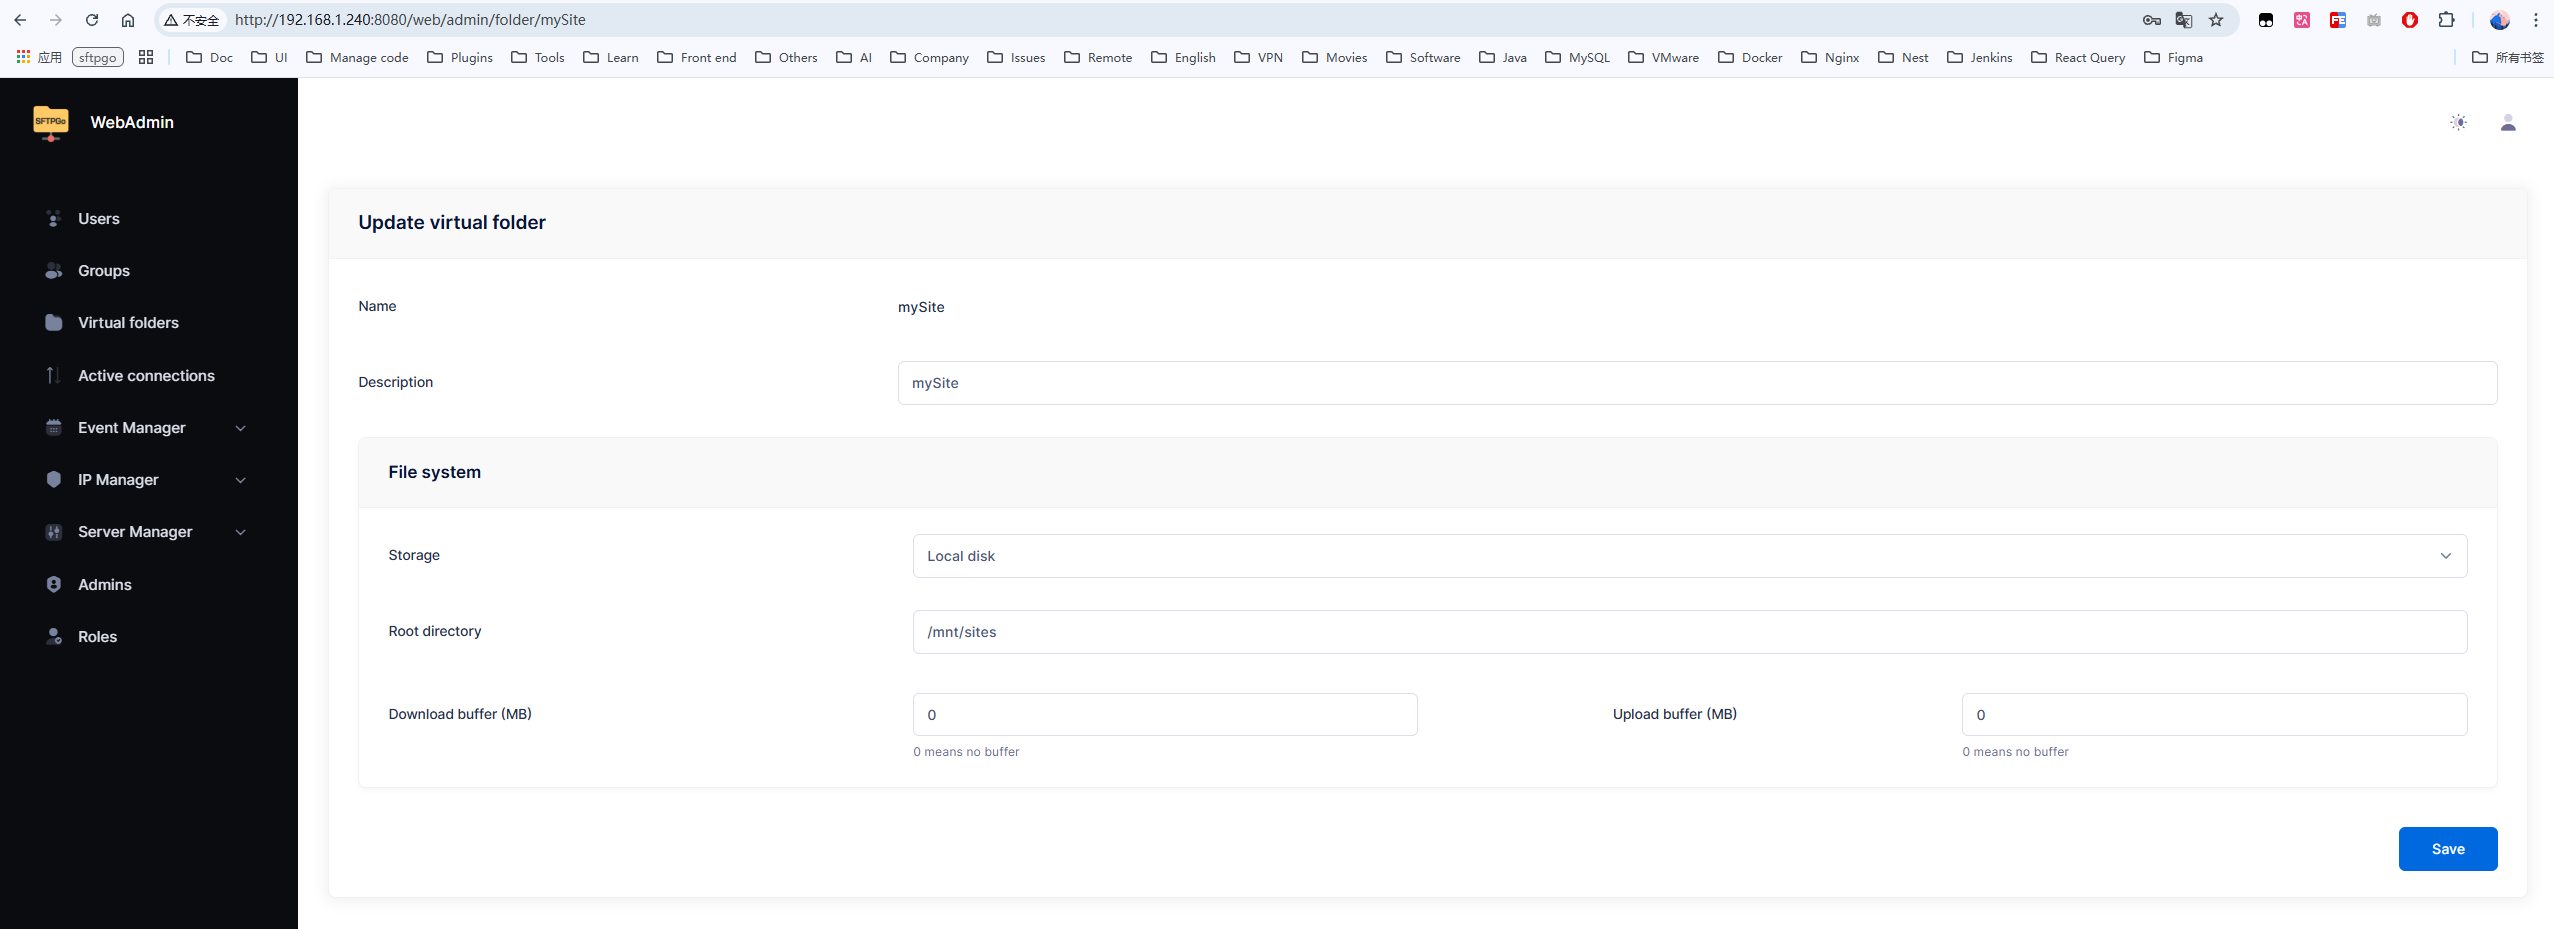 不安全 http://192.168.1.240:8080/web/admin/folder/mySite
应用 sftpgo Doc UI Manage code Plugins Tools Learn Front end Others AI Company Issues Remote English VPN Movies Software Java MySQL VMware Docker Nginx Nest Jenkins React Query Figma 所有书签
SFTPGo WebAdmin
Users
Groups
Virtual folders
Active connections
Event Manager
IP Manager
Server Manager
Admins
Roles
Update virtual folder
Name mySite
Description mySite
File system
Storage Local disk
Root directory /mnt/sites
Download buffer (MB) 0 Upload buffer (MB) 0
0 means no buffer 0 means no buffer
Save